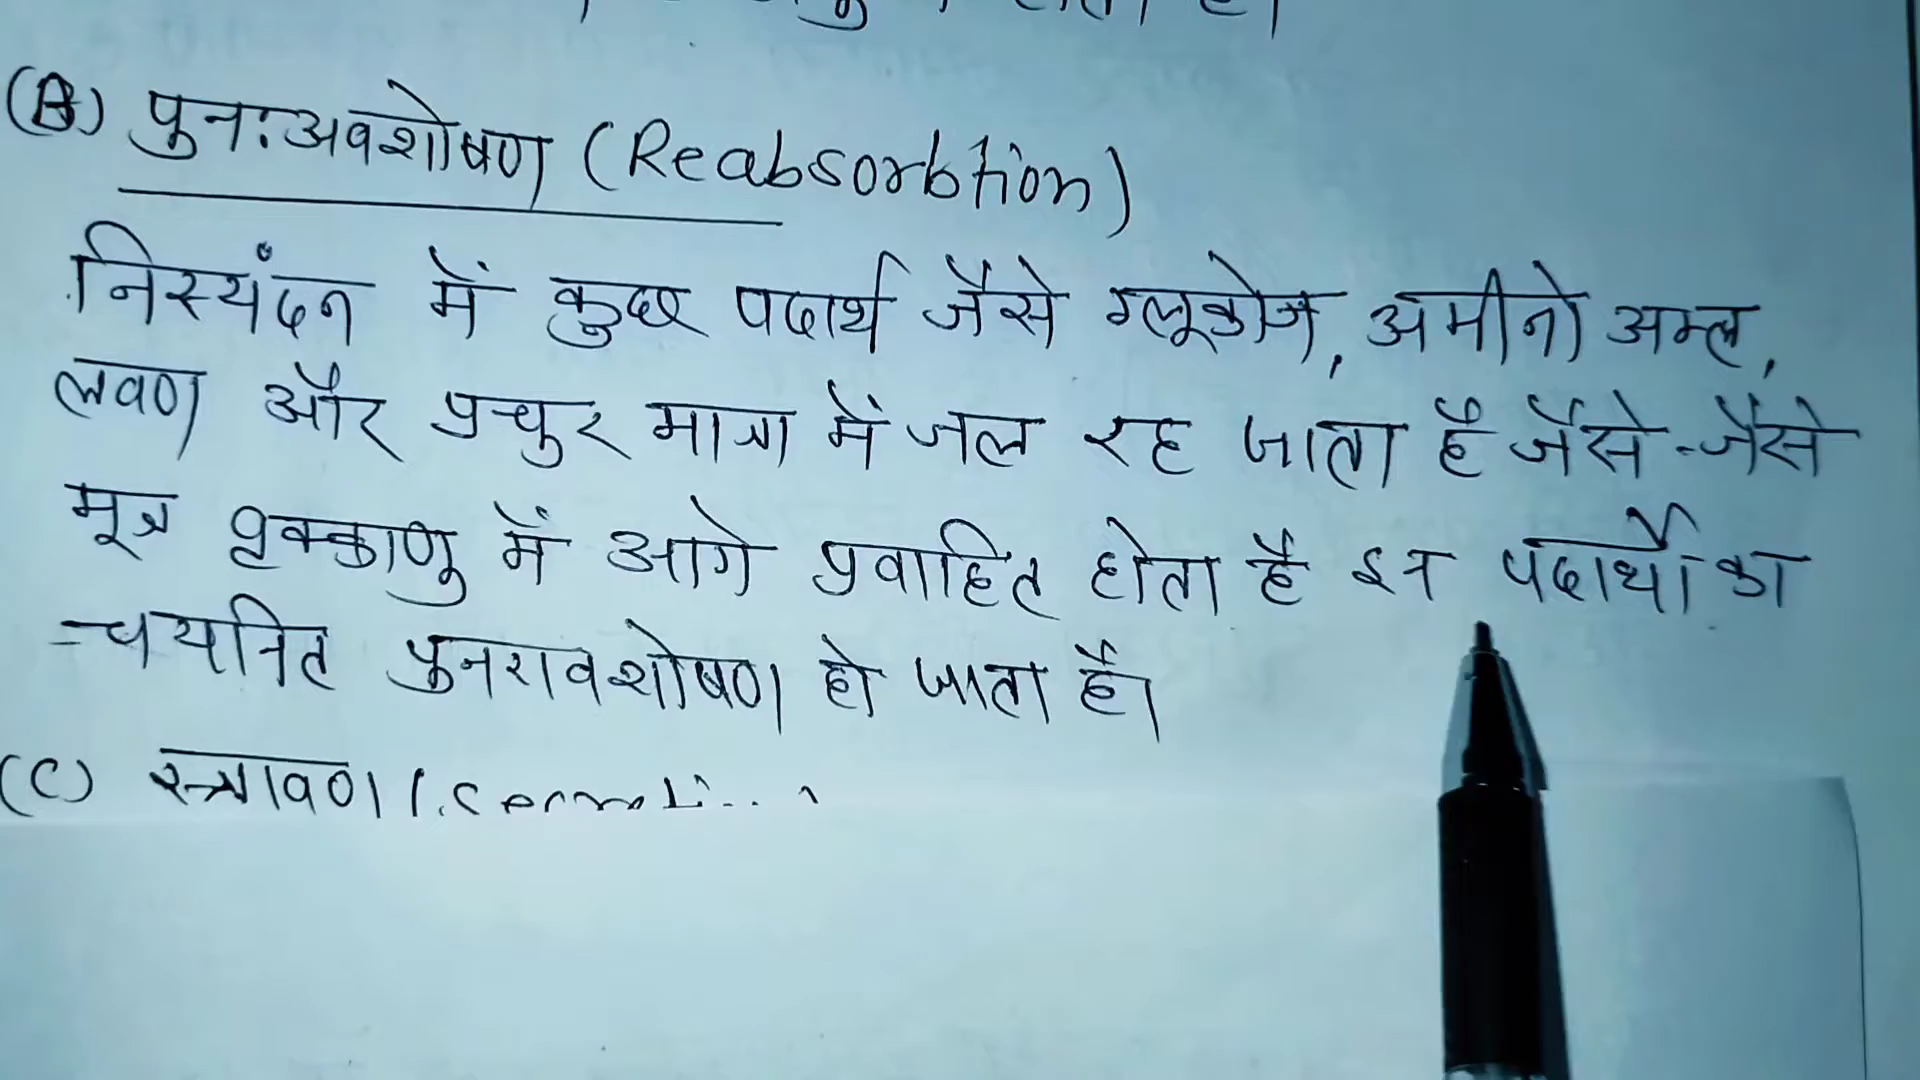 होता है।
(B) पुनःअवशोषण (Reabsorbtion)
निस्यंदन में कुछ पदार्थ जैसे ग्लूकोज, अमीनो अम्ल,
लवण और प्रचुर मात्रा में जल रह जाता है जैसे-जैसे
मूत्र वृक्काणु में आगे प्रवाहित होता है इन पदार्थों का
चयनित पुनरावशोषण हो जाता है।
(C) स्त्रावण